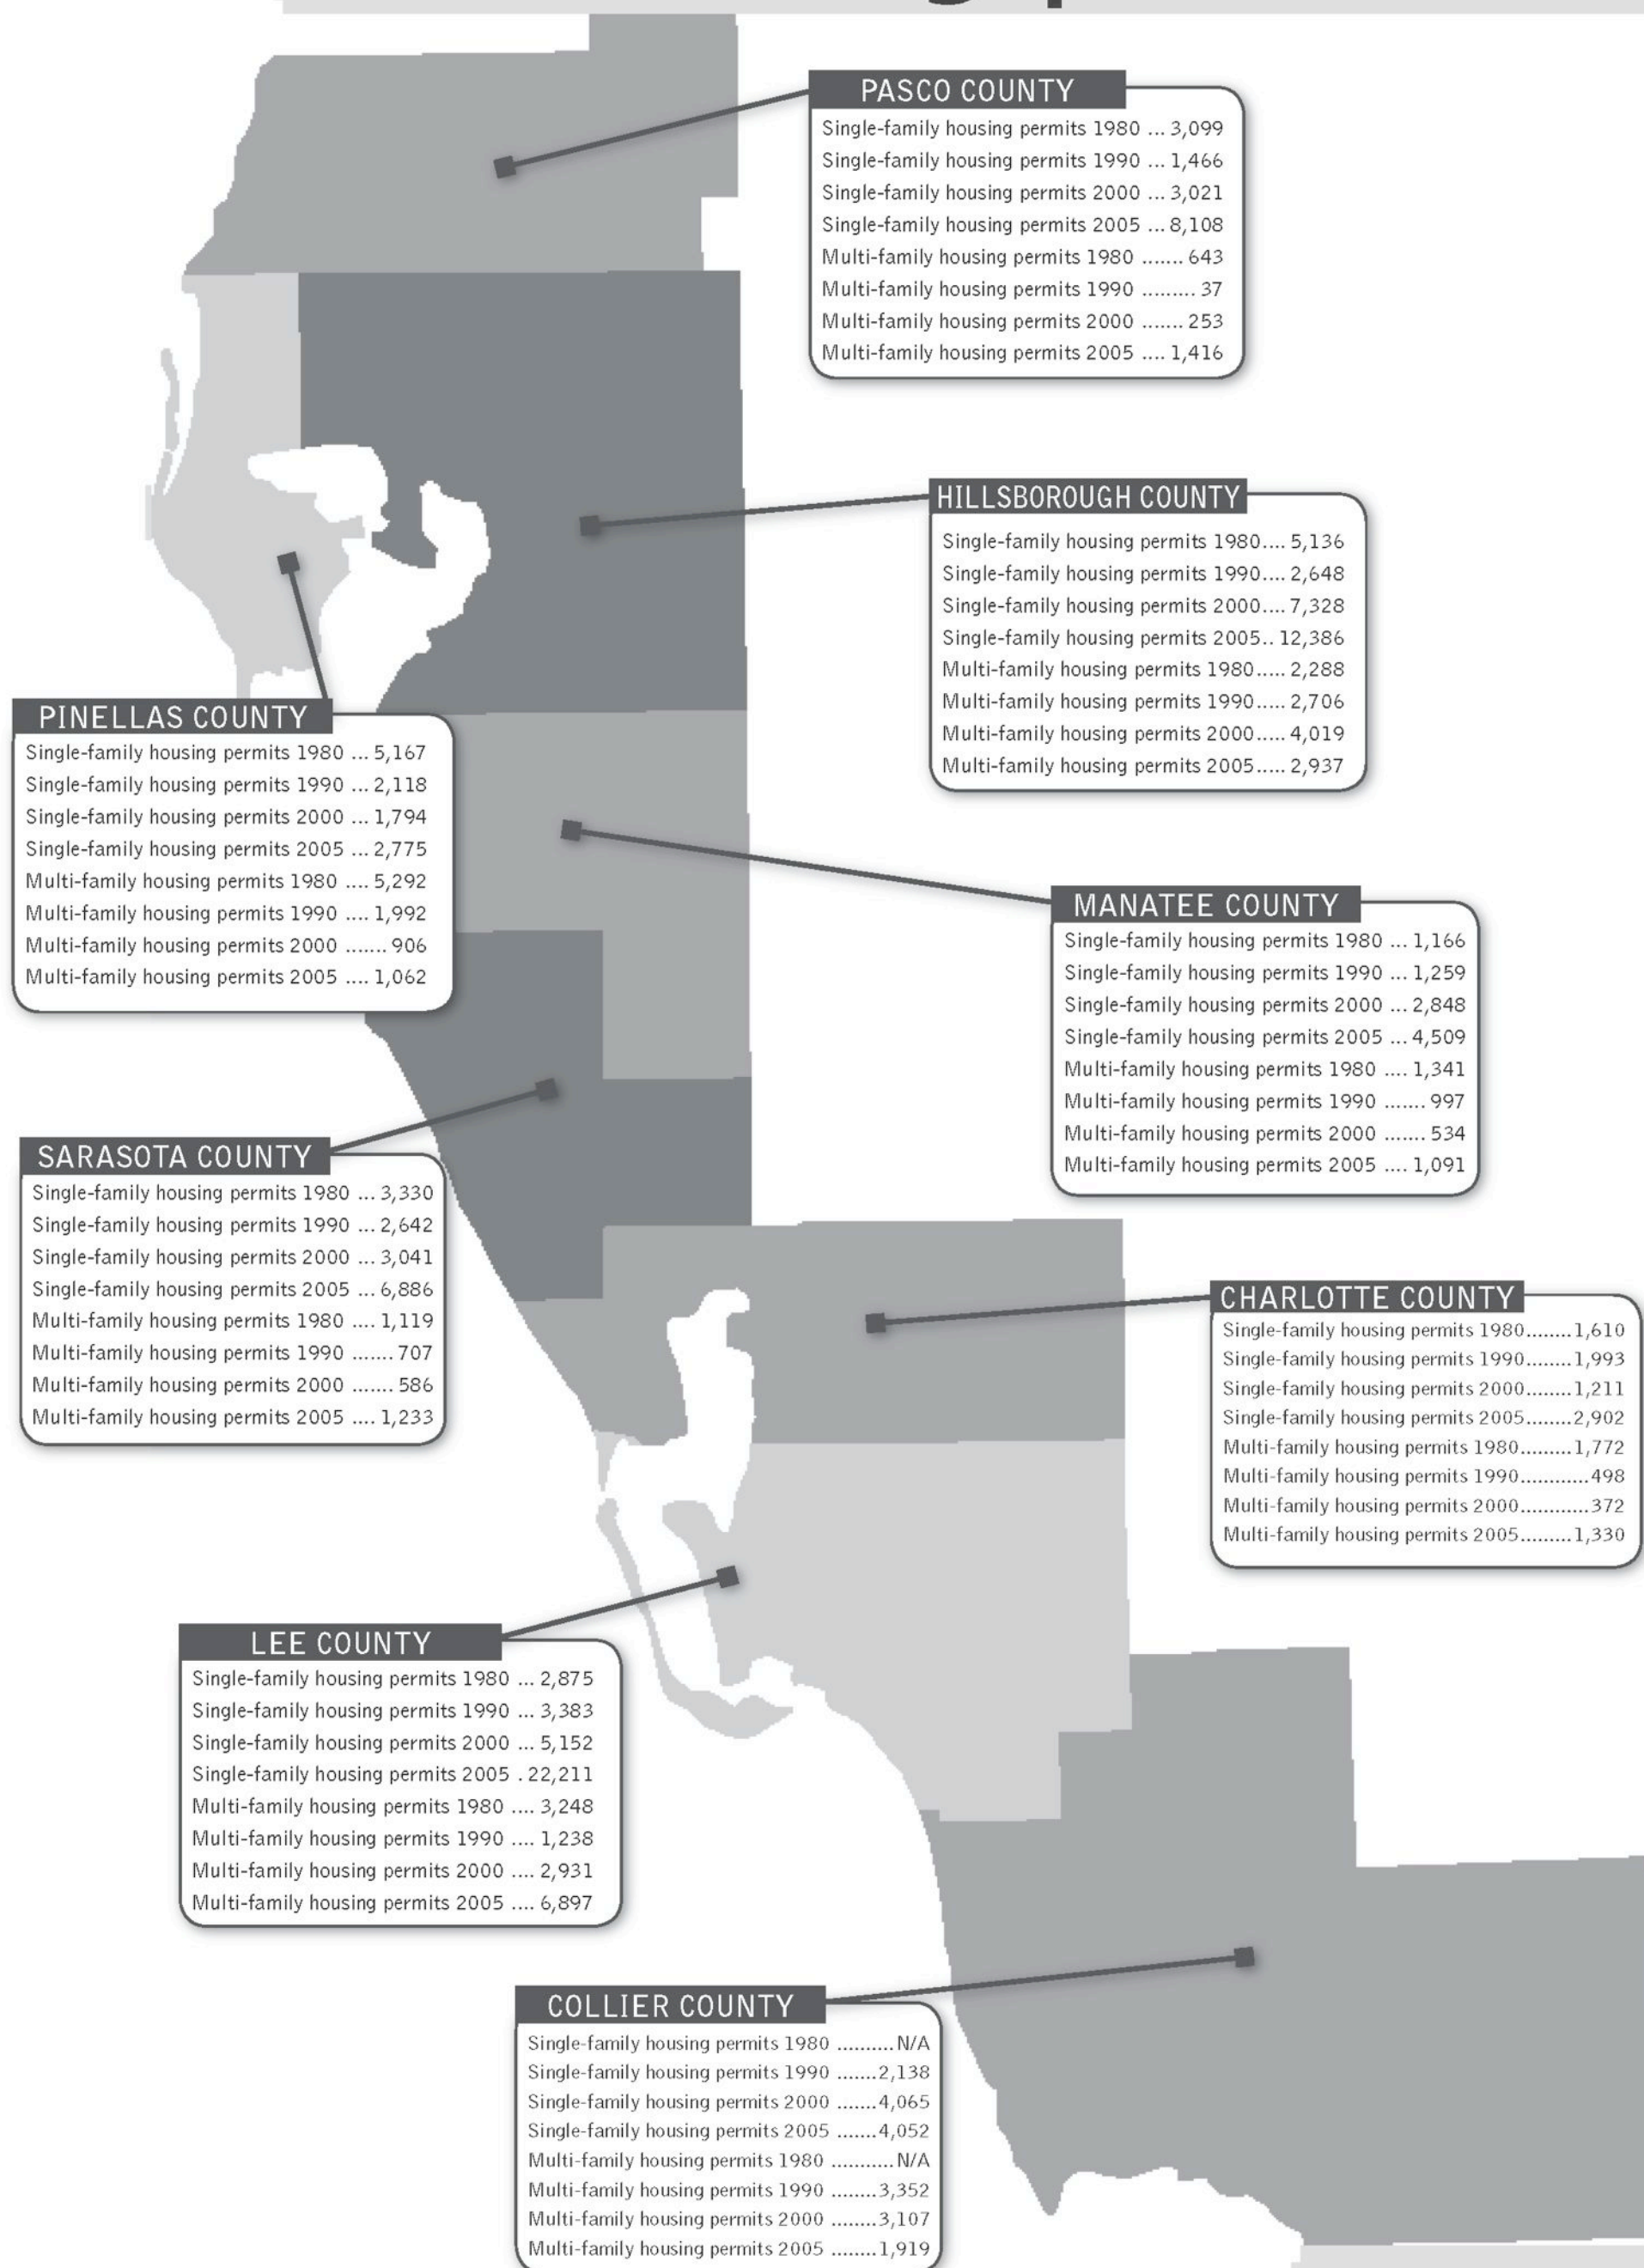 PASCO COUNTY
Single-family housing permits 1980 ... 3,099
Single-family housing permits 1990 ... 1,466
Single-family housing permits 2000 ... 3,021
Single-family housing permits 2005 ... 8,108
Multi-family housing permits 1980 ....... 643
Multi-family housing permits 1990 ......... 37
Multi-family housing permits 2000 ....... 253
Multi-family housing permits 2005 .... 1,416
HILLSBOROUGH COUNTY
Single-family housing permits 1980.... 5,136
Single-family housing permits 1990.... 2,648
Single-family housing permits 2000.... 7,328
Single-family housing permits 2005.. 12,386
Multi-family housing permits 1980..... 2,288
Multi-family housing permits 1990..... 2,706
Multi-family housing permits 2000..... 4,019
Multi-family housing permits 2005..... 2,937
PINELLAS COUNTY
Single-family housing permits 1980 ... 5,167
Single-family housing permits 1990 ... 2,118
Single-family housing permits 2000 ... 1,794
Single-family housing permits 2005 ... 2,775
Multi-family housing permits 1980 .... 5,292
Multi-family housing permits 1990 .... 1,992
Multi-family housing permits 2000 ....... 906
Multi-family housing permits 2005 .... 1,062
MANATEE COUNTY
Single-family housing permits 1980 ... 1,166
Single-family housing permits 1990 ... 1,259
Single-family housing permits 2000 ... 2,848
Single-family housing permits 2005 ... 4,509
Multi-family housing permits 1980 .... 1,341
Multi-family housing permits 1990 ....... 997
Multi-family housing permits 2000 ....... 534
Multi-family housing permits 2005 .... 1,091
SARASOTA COUNTY
Single-family housing permits 1980 ... 3,330
Single-family housing permits 1990 ... 2,642
Single-family housing permits 2000 ... 3,041
Single-family housing permits 2005 ... 6,886
Multi-family housing permits 1980 .... 1,119
Multi-family housing permits 1990 ....... 707
Multi-family housing permits 2000 ....... 586
Multi-family housing permits 2005 .... 1,233
CHARLOTTE COUNTY
Single-family housing permits 1980........1,610
Single-family housing permits 1990........1,993
Single-family housing permits 2000........1,211
Single-family housing permits 2005........2,902
Multi-family housing permits 1980.........1,772
Multi-family housing permits 1990............498
Multi-family housing permits 2000............372
Multi-family housing permits 2005.........1,330
LEE COUNTY
Single-family housing permits 1980 ... 2,875
Single-family housing permits 1990 ... 3,383
Single-family housing permits 2000 ... 5,152
Single-family housing permits 2005 . 22,211
Multi-family housing permits 1980 .... 3,248
Multi-family housing permits 1990 .... 1,238
Multi-family housing permits 2000 .... 2,931
Multi-family housing permits 2005 .... 6,897
COLLIER COUNTY
Single-family housing permits 1980 .......... N/A
Single-family housing permits 1990 .......2,138
Single-family housing permits 2000 .......4,065
Single-family housing permits 2005 .......4,052
Multi-family housing permits 1980 ........... N/A
Multi-family housing permits 1990 ........3,352
Multi-family housing permits 2000 ........3,107
Multi-family housing permits 2005 ........1,919